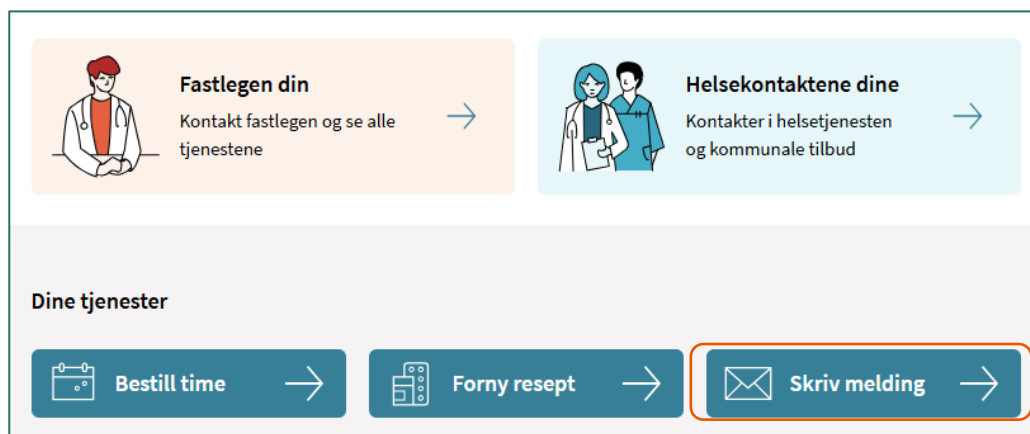 Fastlegen din
Kontakt fastlegen og se alle
tjenestene
Helsekontaktene dine
Kontakter i helsetjenesten
og kommunale tilbud
Dine tjenester
Bestill time
Forny resept
Skriv melding